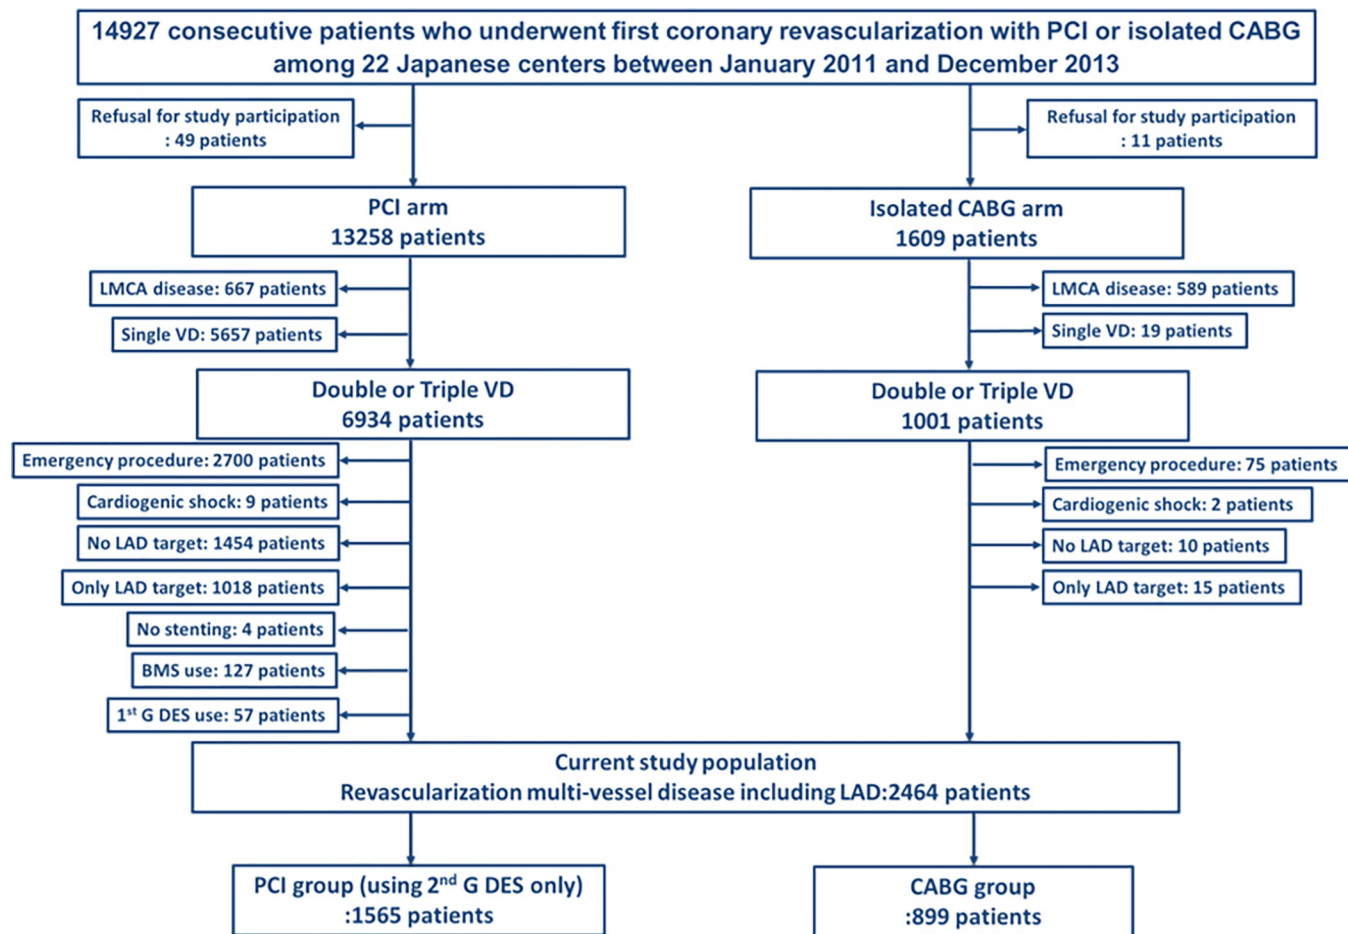 14927 consecutive patients who underwent first coronary revascularization with PCI or isolated CABG
among 22 Japanese centers between January 2011 and December 2013
Refusal for study participation
: 49 patients
Refusal for study participation
: 11 patients
PCI arm
13258 patients
Isolated CABG arm
1609 patients
LMCA disease: 667 patients
LMCA disease: 589 patients
Single VD: 5657 patients
Single VD: 19 patients
Double or Triple VD
6934 patients
Double or Triple VD
1001 patients
Emergency procedure: 2700 patients
Emergency procedure: 75 patients
Cardiogenic shock: 9 patients
Cardiogenic shock: 2 patients
No LAD target: 1454 patients
No LAD target: 10 patients
Only LAD target: 1018 patients
Only LAD target: 15 patients
No stenting: 4 patients
BMS use: 127 patients
1st G DES use: 57 patients
Current study population
Revascularization multi-vessel disease including LAD:2464 patients
PCI group (using 2nd G DES only)
:1565 patients
CABG group
:899 patients